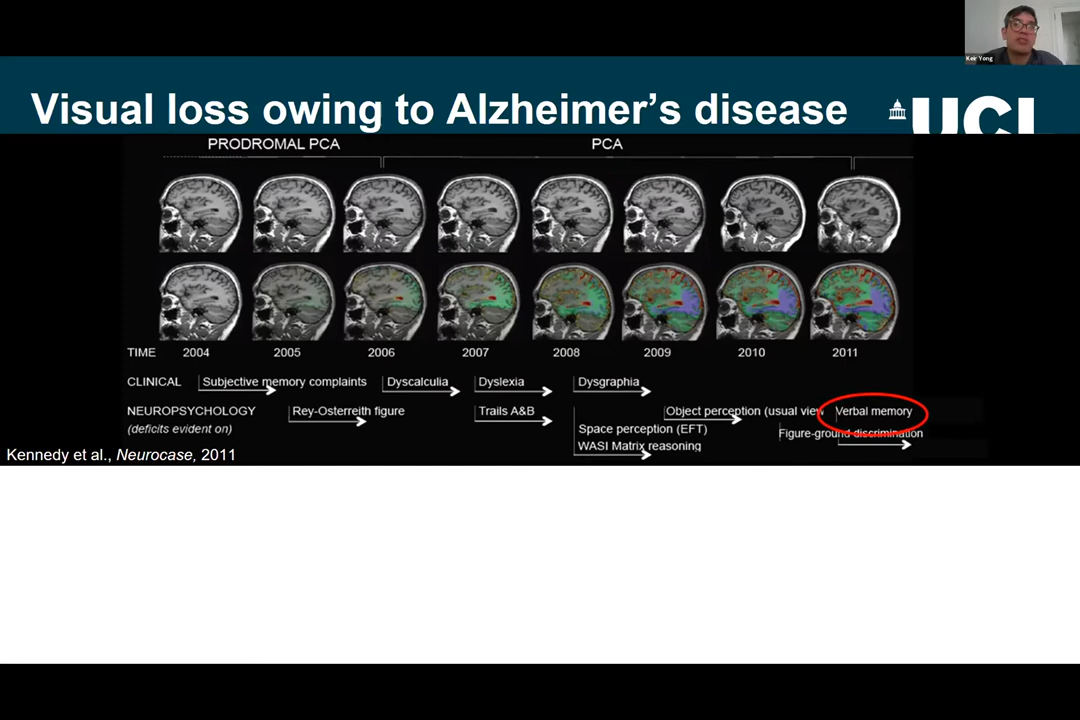 Keir Yong
Visual loss owing to Alzheimer's disease
UCL
PRODROMAL PCA PCA
TIME 2004 2005 2006 2007 2008 2009 2010 2011
CLINICAL Subjective memory complaints Dyscalculia Dyslexia Dysgraphia
NEUROPSYCHOLOGY Rey-Osterreith figure Trails A&B Object perception (usual view Verbal memory
(deficits evident on) Space perception (EFT) Figure-ground discrimination
WASI Matrix reasoning
Kennedy et al., Neurocase, 2011